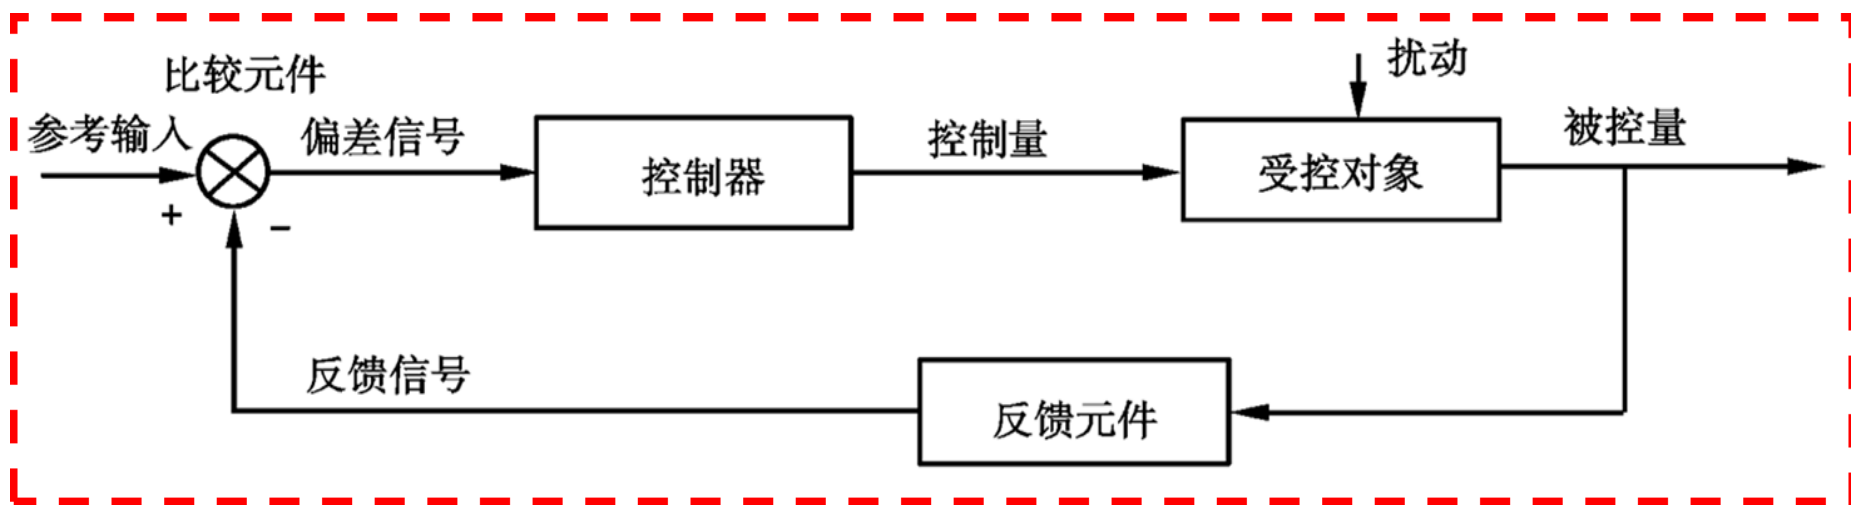 比较元件
扰动
参考输入
偏差信号
控制器
控制量
受控对象
被控量
+
−
反馈信号
反馈元件